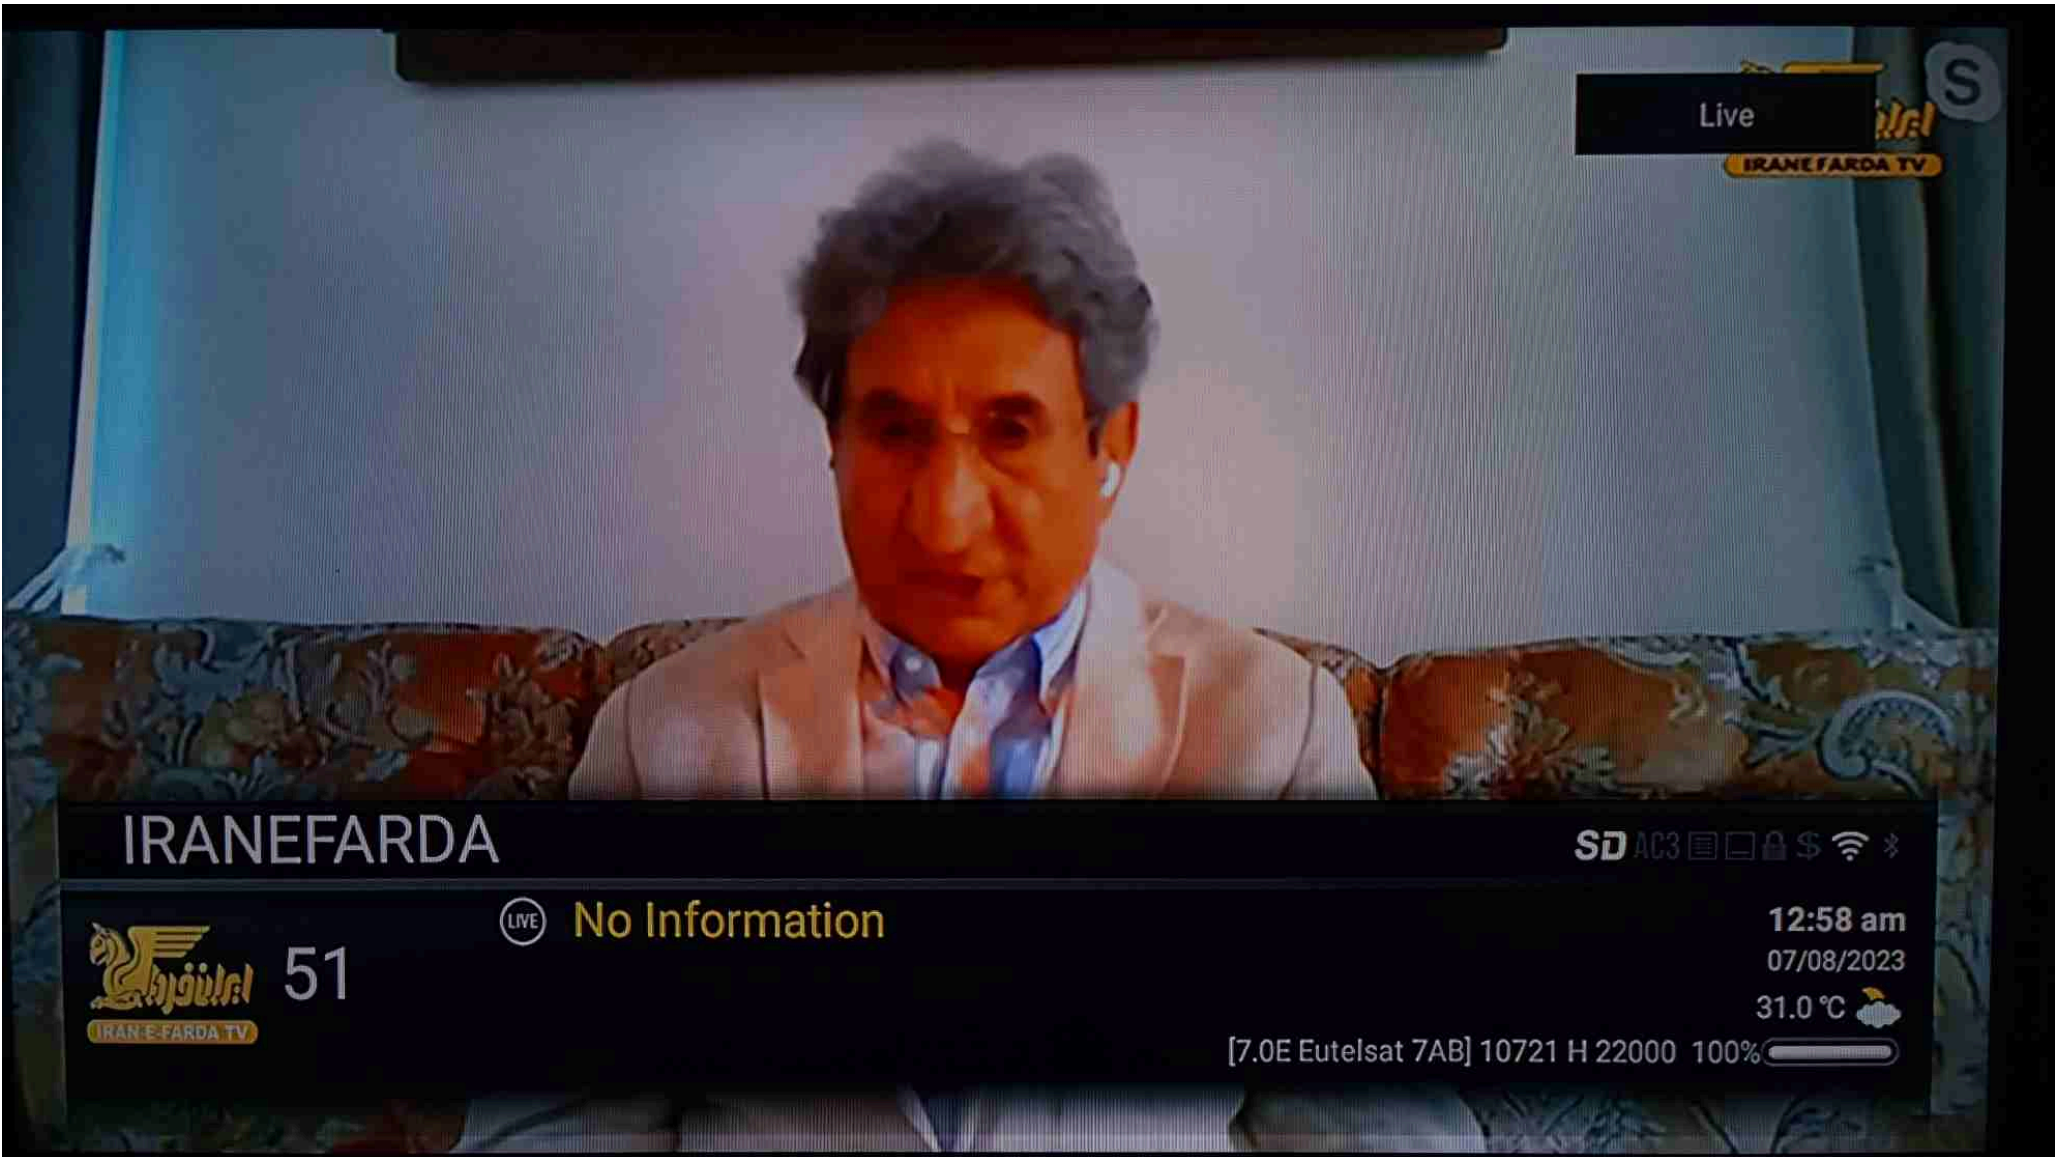 S
Live
IRANE FARDA TV
IRANEFARDA
SD AC3 $
LIVE No Information
12:58 am
ایران فردا
51
07/08/2023
IRAN-E-FARDA TV
31.0 °C
[7.0E Eutelsat 7AB] 10721 H 22000 100%